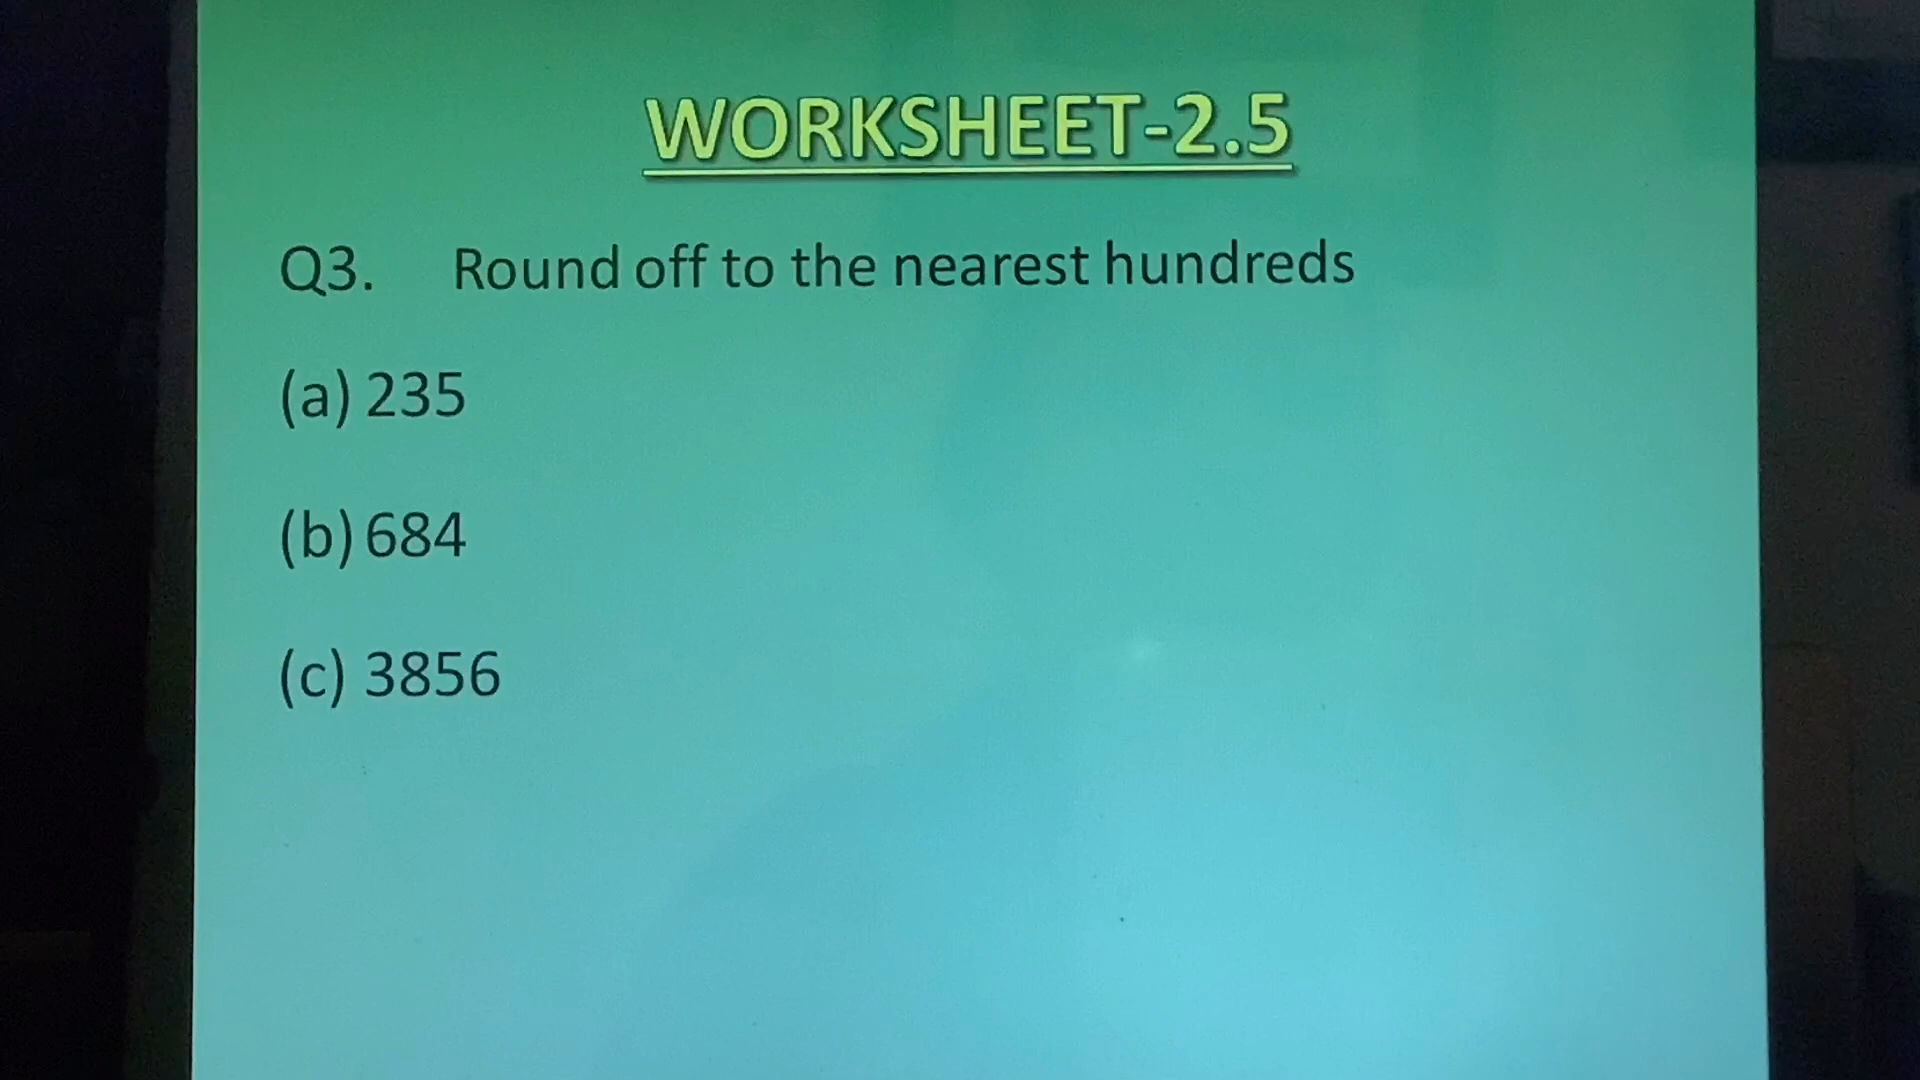 WORKSHEET-2.5
Q3. Round off to the nearest hundreds
(a) 235
(b) 684
(c) 3856